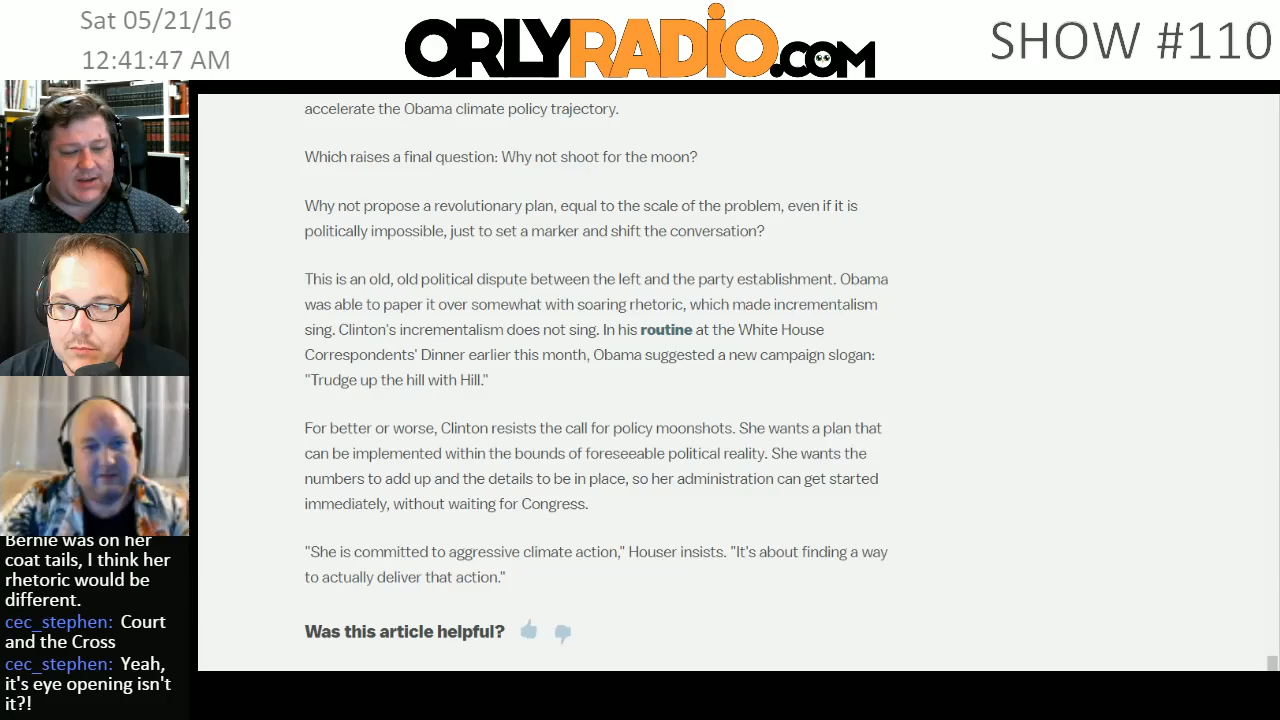 Sat 05/21/16
12:41:47 AM
ORLYRADIO.COM
SHOW #110
accelerate the Obama climate policy trajectory.
Which raises a final question: Why not shoot for the moon?
Why not propose a revolutionary plan, equal to the scale of the problem, even if it is
politically impossible, just to set a marker and shift the conversation?
This is an old, old political dispute between the left and the party establishment. Obama
was able to paper it over somewhat with soaring rhetoric, which made incrementalism
sing. Clinton's incrementalism does not sing. In his routine at the White House
Correspondents' Dinner earlier this month, Obama suggested a new campaign slogan:
"Trudge up the hill with Hill."
For better or worse, Clinton resists the call for policy moonshots. She wants a plan that
can be implemented within the bounds of foreseeable political reality. She wants the
numbers to add up and the details to be in place, so her administration can get started
immediately, without waiting for Congress.
"She is committed to aggressive climate action," Houser insists. "It's about finding a way
to actually deliver that action."
Was this article helpful?
Bernie was on her
coat tails, I think her
rhetoric would be
different.
cec_stephen: Court
and the Cross
cec_stephen: Yeah,
it's eye opening isn't
it?!